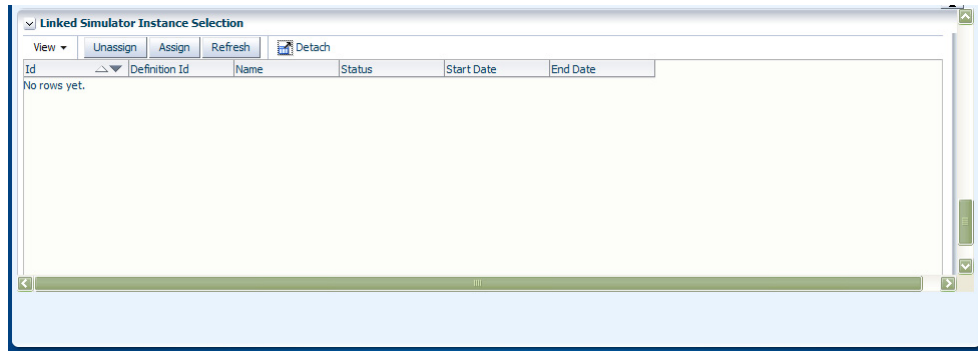 Linked Simulator Instance Selection
View Unassign Assign Refresh Detach
Id Definition Id Name Status Start Date End Date
No rows yet.